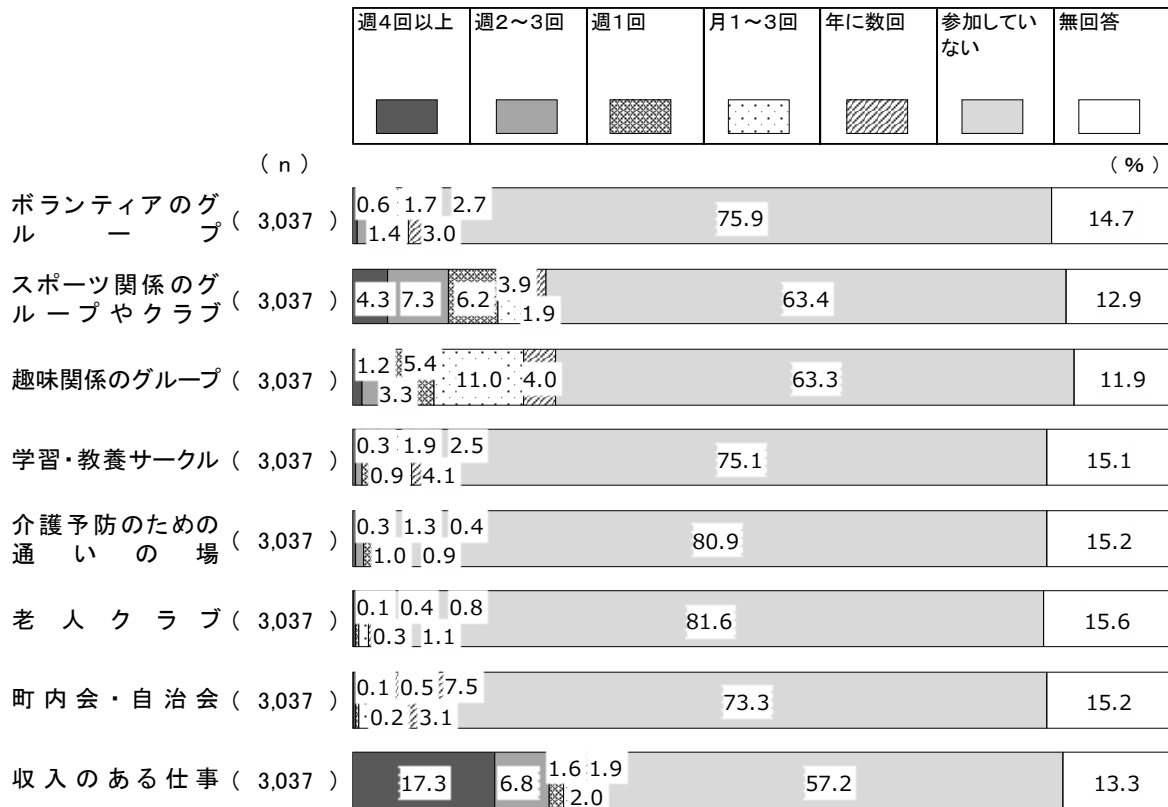 週4回以上 週2～3回 週1回 月1～3回 年に数回 参加してい 無回答
ない
( n ) ( % )
ボランティアのグ
ループ ( 3,037 ) 0.6 1.4 1.7 3.0 2.7 75.9 14.7
スポーツ関係のグ
ループやクラブ ( 3,037 ) 4.3 7.3 6.2 3.9 1.9 63.4 12.9
趣味関係のグループ ( 3,037 ) 1.2 3.3 5.4 11.0 4.0 63.3 11.9
学習・教養サークル ( 3,037 ) 0.3 0.9 1.9 4.1 2.5 75.1 15.1
介護予防のための
通いの場 ( 3,037 ) 0.3 1.0 1.3 0.9 0.4 80.9 15.2
老人クラブ ( 3,037 ) 0.1 0.3 0.4 1.1 0.8 81.6 15.6
町内会・自治会 ( 3,037 ) 0.1 0.2 0.5 3.1 7.5 73.3 15.2
収入のある仕事 ( 3,037 ) 17.3 6.8 1.6 2.0 1.9 57.2 13.3